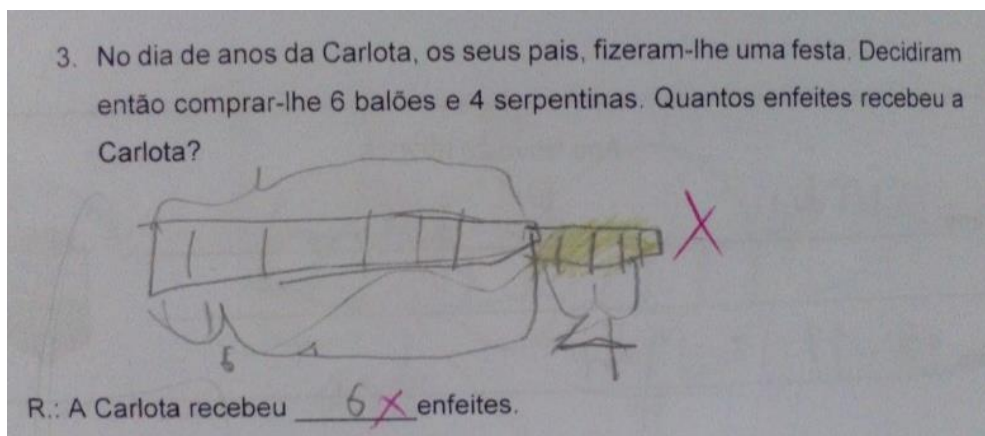 3. No dia de anos da Carlota, os seus pais, fizeram-lhe uma festa. Decidiram
então comprar-lhe 6 balões e 4 serpentinas. Quantos enfeites recebeu a
Carlota?
X
4
6
R.: A Carlota recebeu 6 X enfeites.